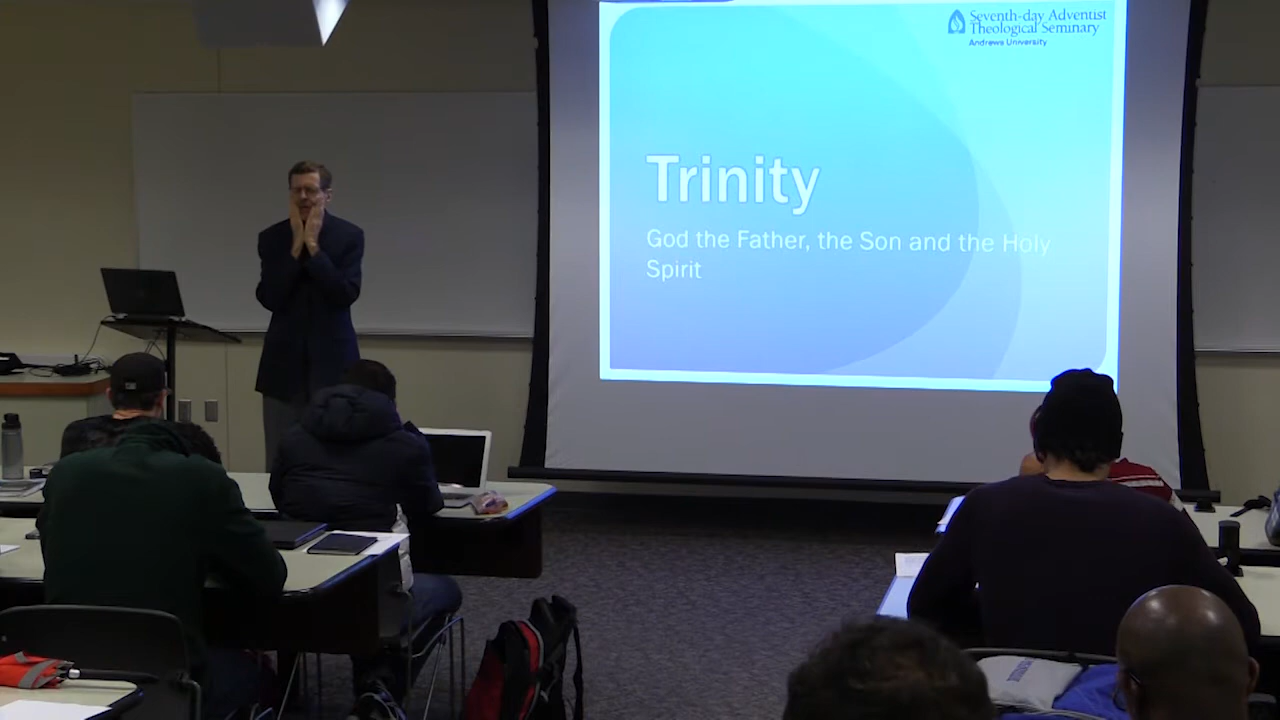 Seventh-day Adventist
Theological Seminary
Andrews University
Trinity
God the Father, the Son and the Holy
Spirit